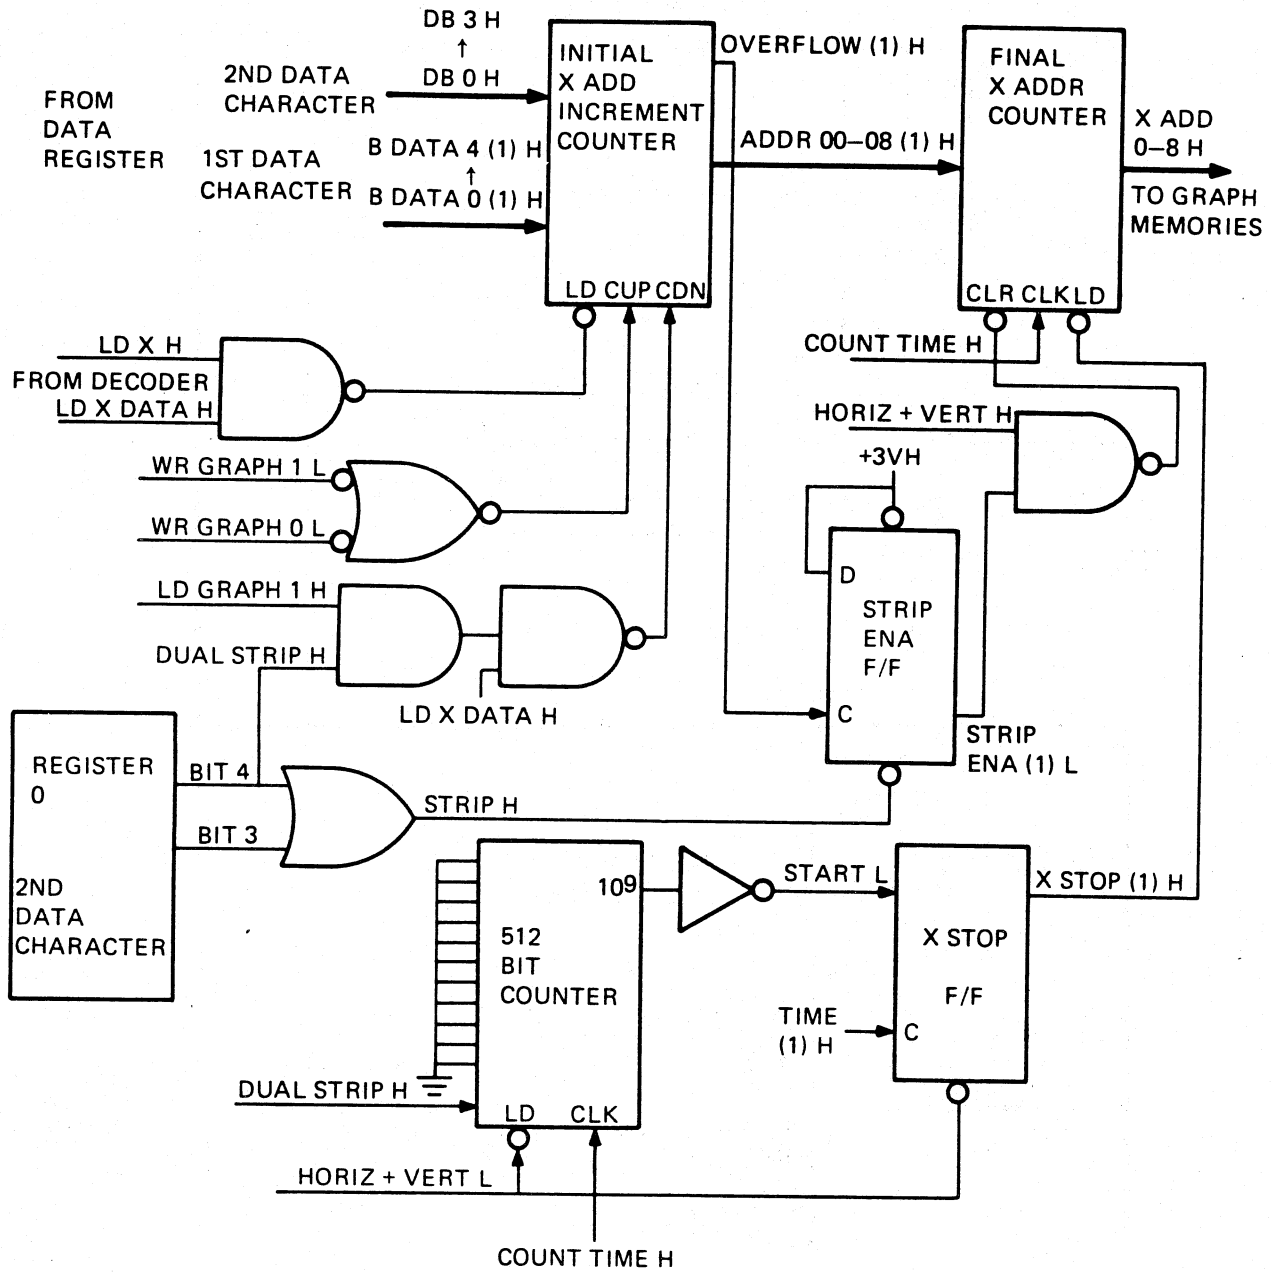 DB 3 H
↑
DB 0 H
2ND DATA
CHARACTER
FROM
DATA
REGISTER
1ST DATA
CHARACTER
B DATA 4 (1) H
↑
B DATA 0 (1) H
INITIAL
X ADD
INCREMENT
COUNTER
LD CUP CDN
OVERFLOW (1) H
ADDR 00–08 (1) H
FINAL
X ADDR
COUNTER
CLR CLK LD
X ADD
0–8 H
TO GRAPH
MEMORIES
LD X H
FROM DECODER
LD X DATA H
COUNT TIME H
HORIZ + VERT H
+3VH
WR GRAPH 1 L
WR GRAPH 0 L
LD GRAPH 1 H
DUAL STRIP H
LD X DATA H
D
STRIP
ENA
F/F
C
STRIP
ENA (1) L
REGISTER
0
2ND
DATA
CHARACTER
BIT 4
BIT 3
STRIP H
109
512
BIT
COUNTER
LD CLK
START L
X STOP
F/F
C
X STOP (1) H
TIME
(1) H
DUAL STRIP H
HORIZ + VERT L
COUNT TIME H